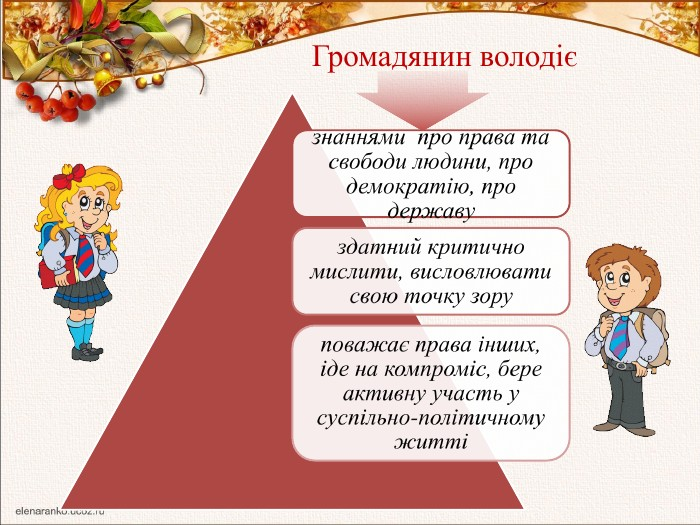 Громадянин володіє
знаннями про права та
свободи людини, про
демократію, про
державу
здатний критично
мислити, висловлювати
свою точку зору
поважає права інших,
іде на компроміс, бере
активну участь у
суспільно-політичному
житті
elenaranko.ucoz.ru